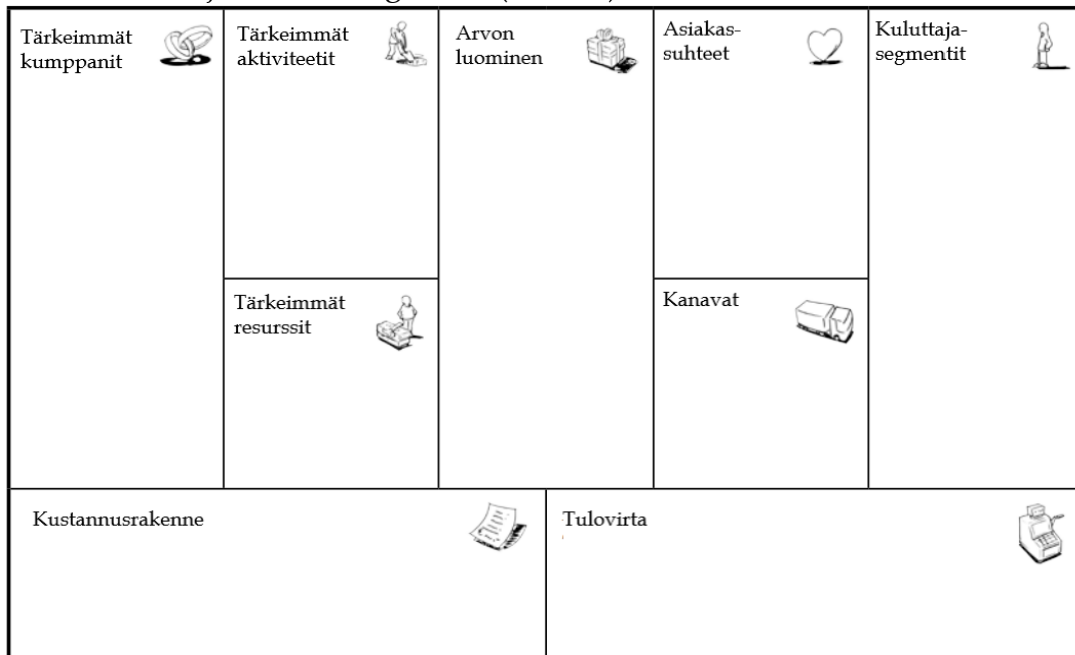 Tärkeimmät
kumppanit
Tärkeimmät
aktiviteetit
Arvon
luominen
Asiakas-
suhteet
Kuluttaja-
segmentit
Tärkeimmät
resurssit
Kanavat
Kustannusrakenne
Tulovirta